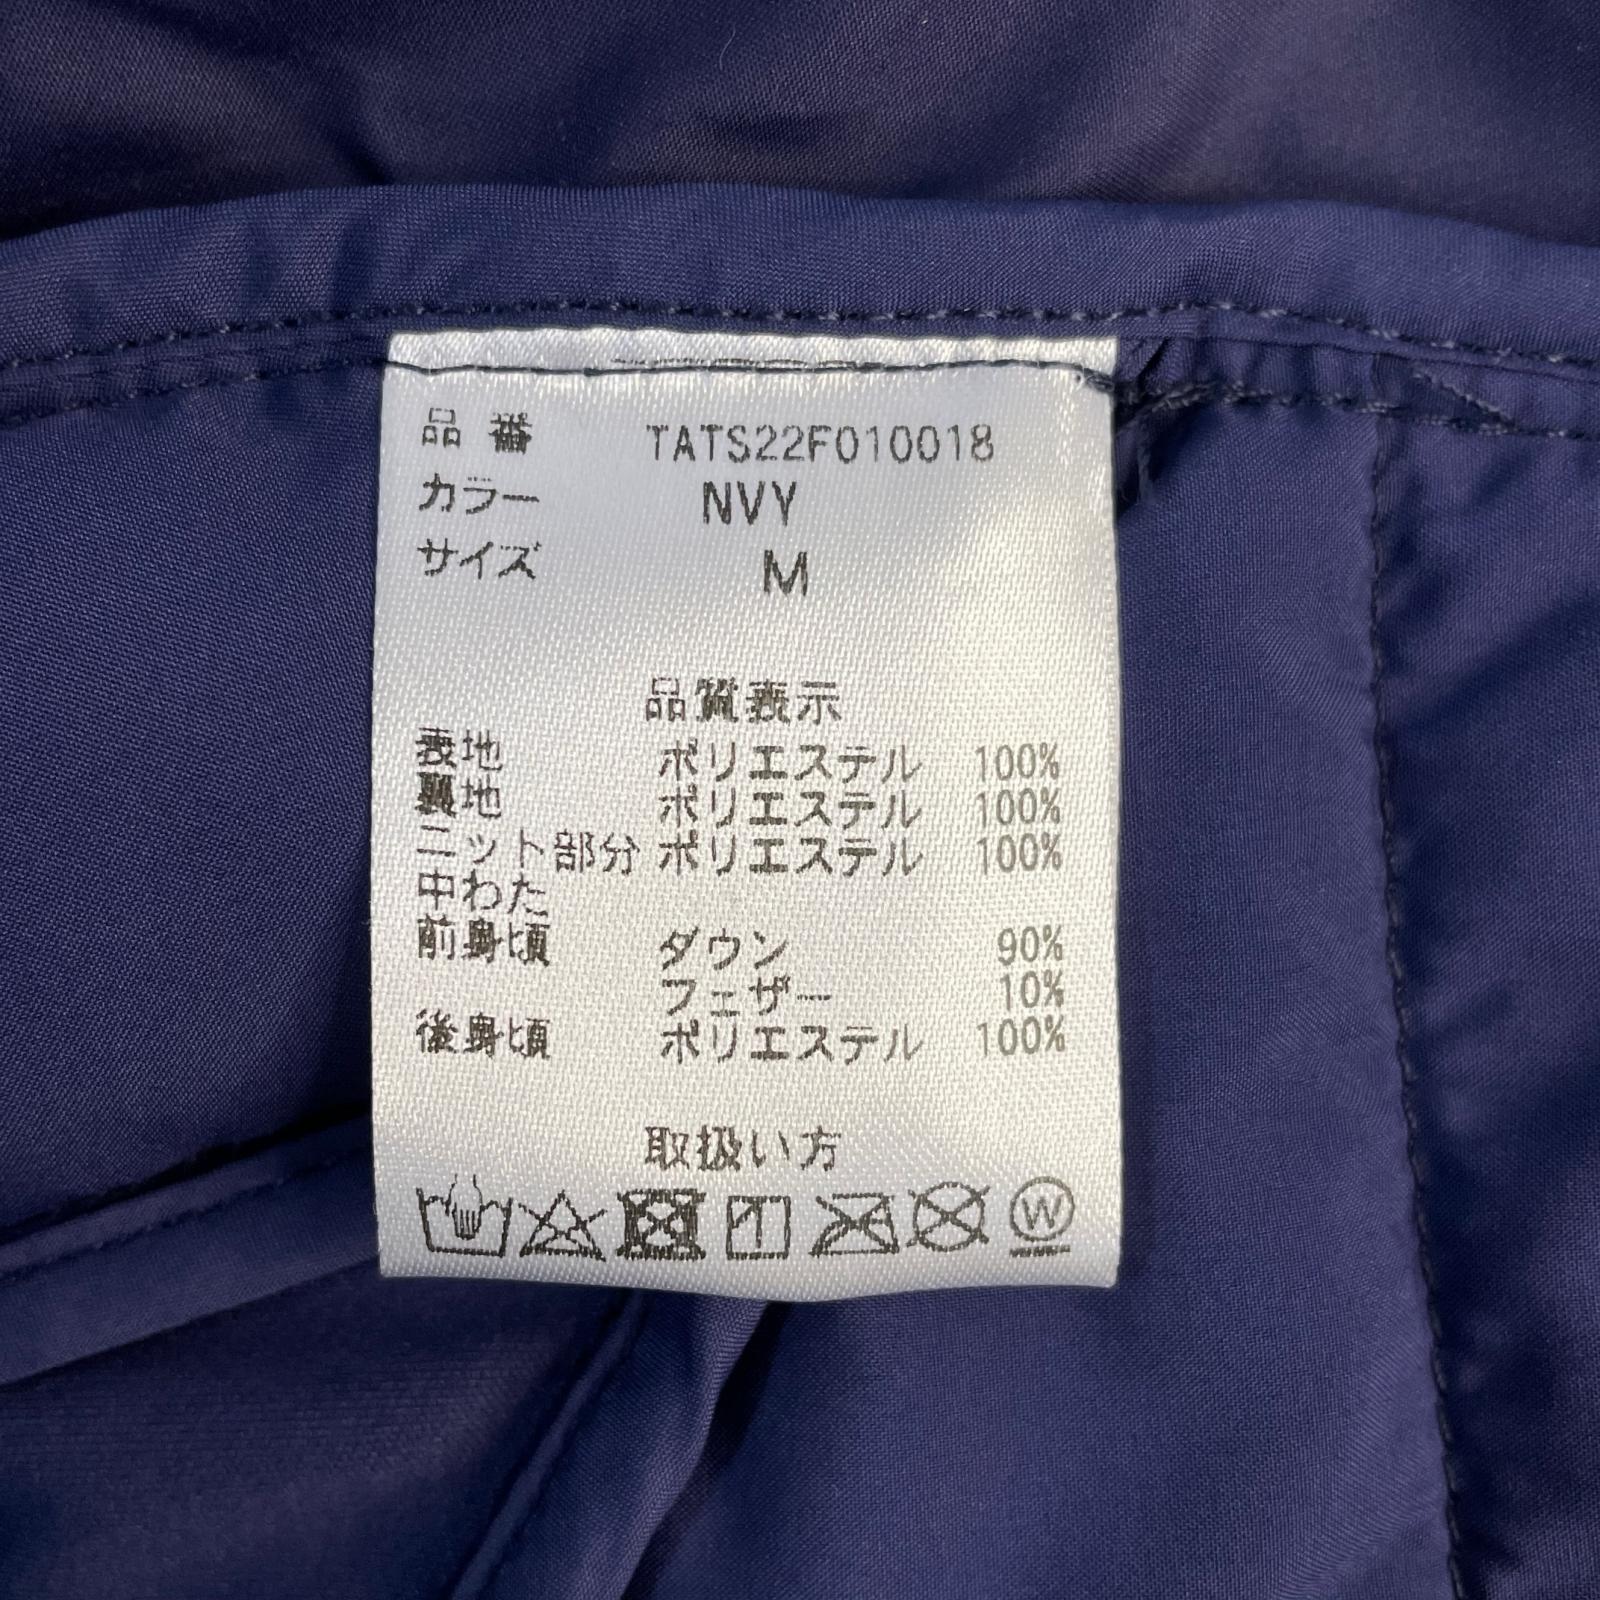 品番 TATS22F010018
カラー NVY
サイズ M
品質表示
表地 ポリエステル 100%
裏地 ポリエステル 100%
ニット部分 ポリエステル 100%
中わた
前身頃 ダウン 90%
フェザー 10%
後身頃 ポリエステル 100%
取扱い方
W